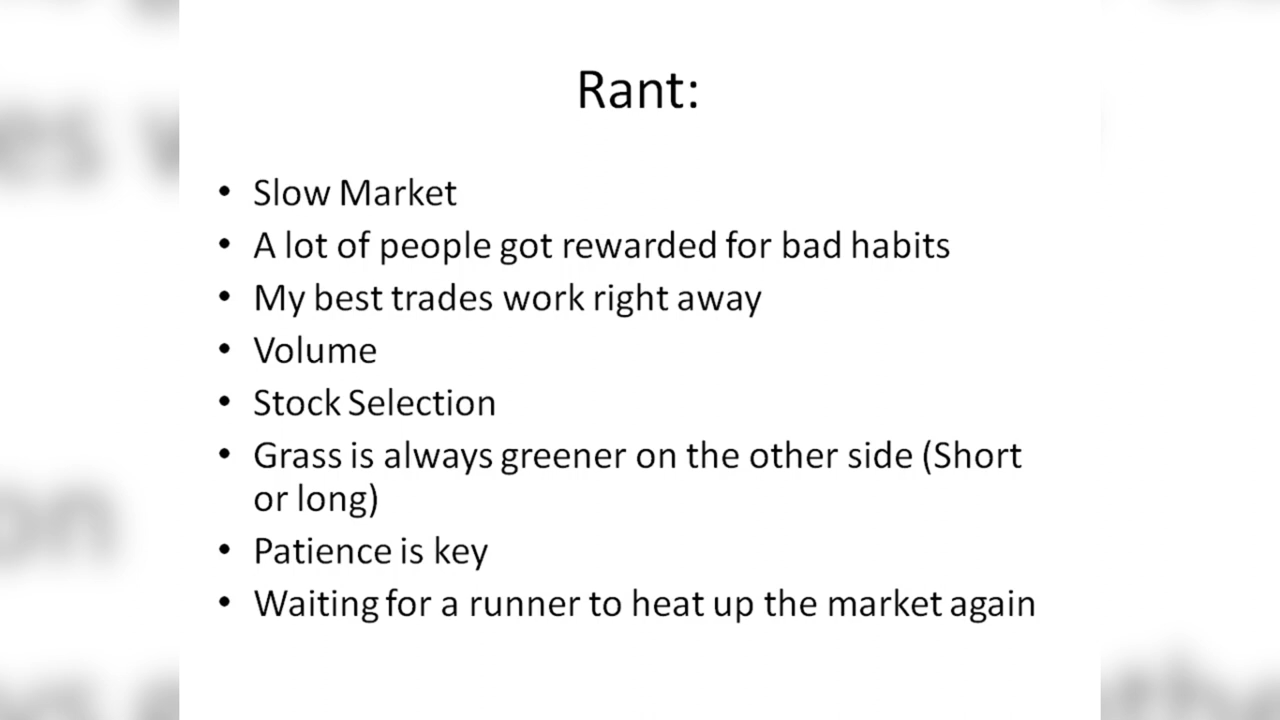 Rant:
• Slow Market
• A lot of people got rewarded for bad habits
• My best trades work right away
• Volume
• Stock Selection
• Grass is always greener on the other side (Short
or long)
• Patience is key
• Waiting for a runner to heat up the market again